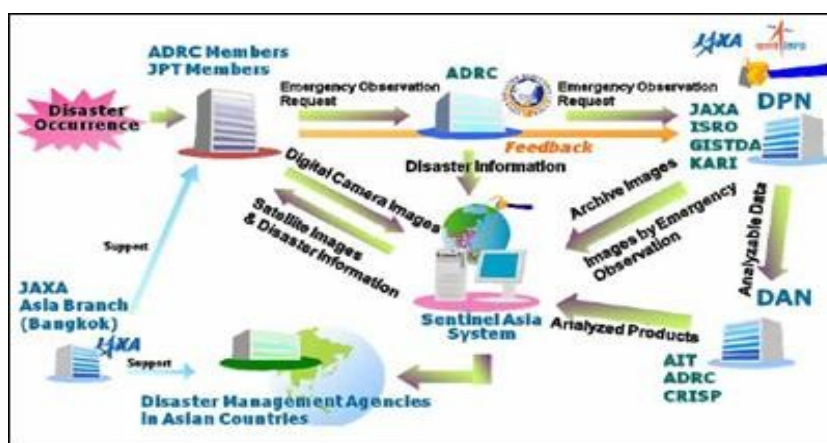 ADRC Members
JPT Members
Disaster
Occurrence
Emergency Observation
Request
ADRC
Emergency Observation
Request
JAXA
DPN
JAXA
ISRO
GISTDA
KARI
Feedback
Disaster Information
Digital Camera Images
Satellite Images
& Disaster Information
Archive Images
Images by Emergency
Observation
Analyzable Data
Support
JAXA
Asia Branch
(Bangkok)
JAXA
Support
Sentinel Asia
System
Analyzed Products
DAN
AIT
ADRC
CRISP
Disaster Management Agencies
in Asian Countries